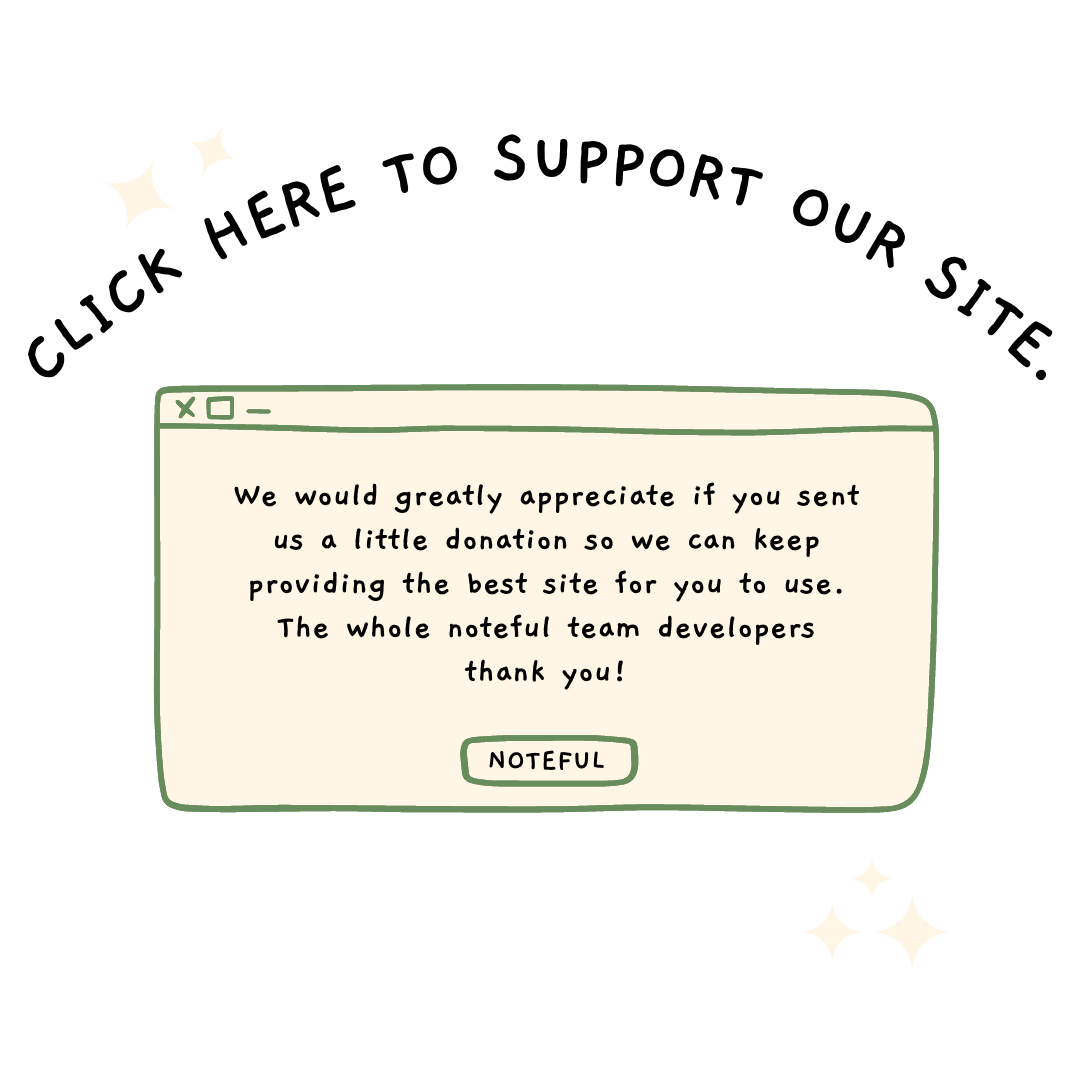 CLICK HERE TO SUPPORT OUR SITE.
We would greatly appreciate if you sent
us a little donation so we can keep
providing the best site for you to use.
The whole noteful team developers
thank you!
NOTEFUL